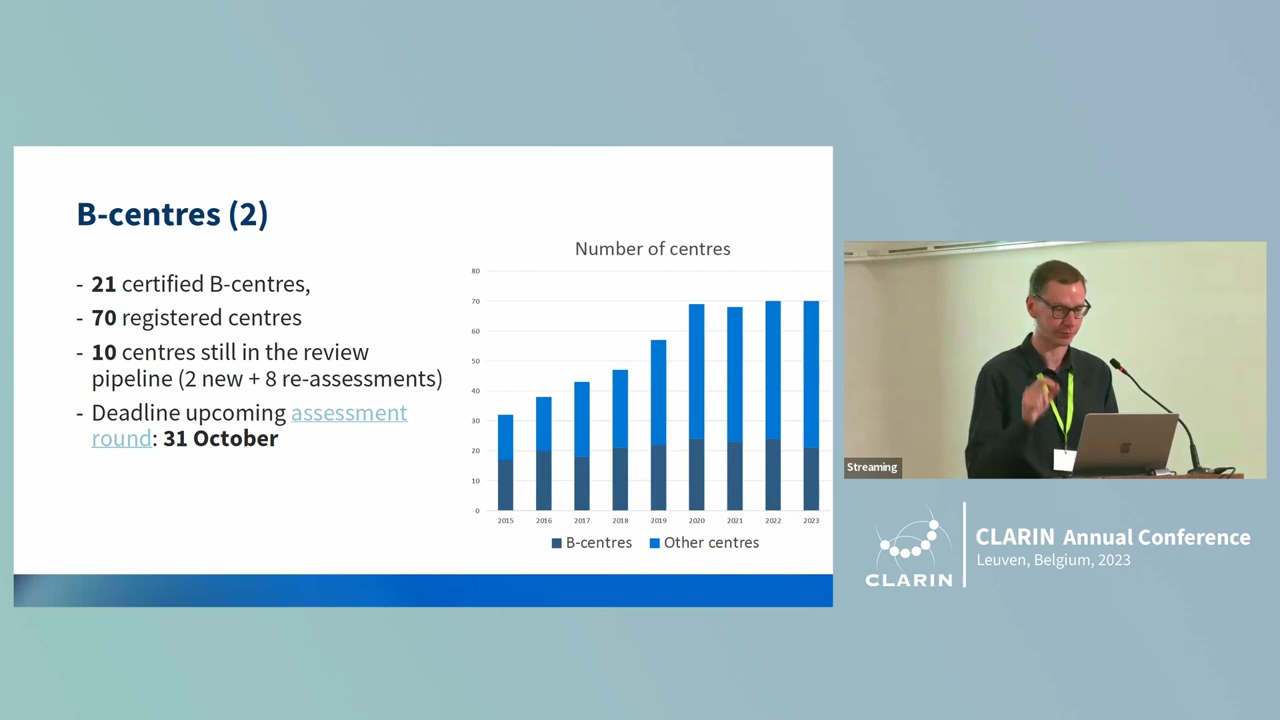 B-centres (2)
- 21 certified B-centres,
- 70 registered centres
- 10 centres still in the review
pipeline (2 new + 8 re-assessments)
- Deadline upcoming assessment
round: 31 October
Number of centres
80
70
60
50
40
30
20
10
0
2015 2016 2017 2018 2019 2020 2021 2022 2023
B-centres Other centres
Streaming
CLARIN
CLARIN Annual Conference
Leuven, Belgium, 2023